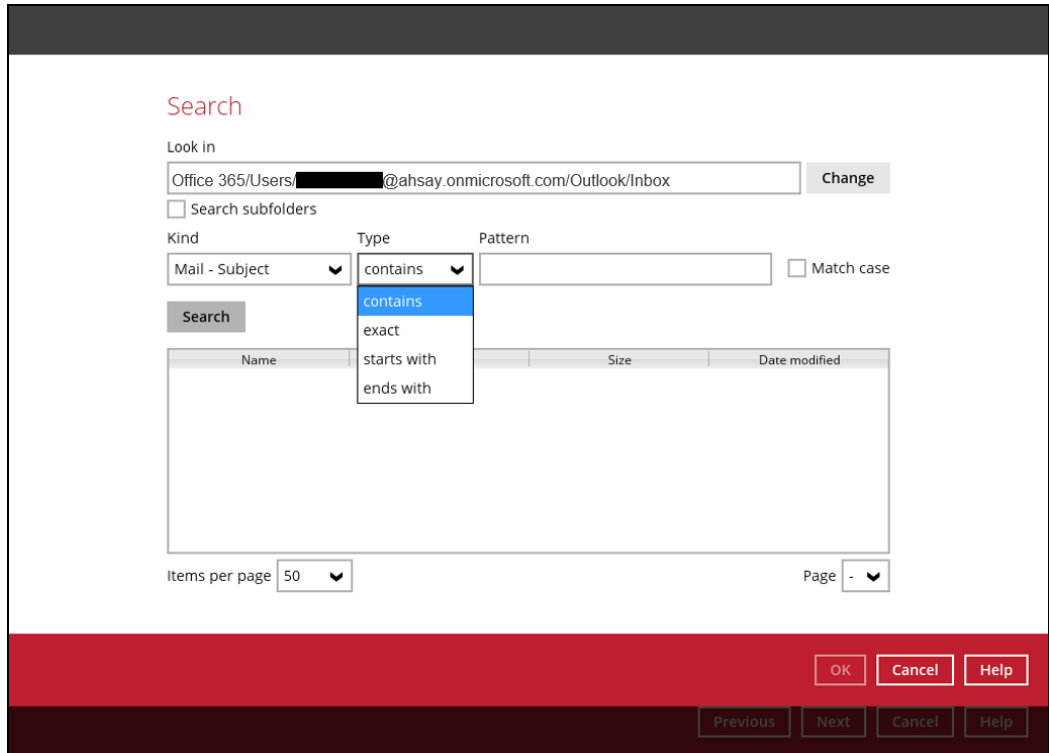 Search
Look in
Office 365/Users/ @ahsay.onmicrosoft.com/Outlook/Inbox Change
Search subfolders
Kind Type Pattern
Mail - Subject contains Match case
Search contains
exact
Name Size Date modified
starts with
ends with
Items per page 50 Page -
OK Cancel Help
Previous Next Cancel Help